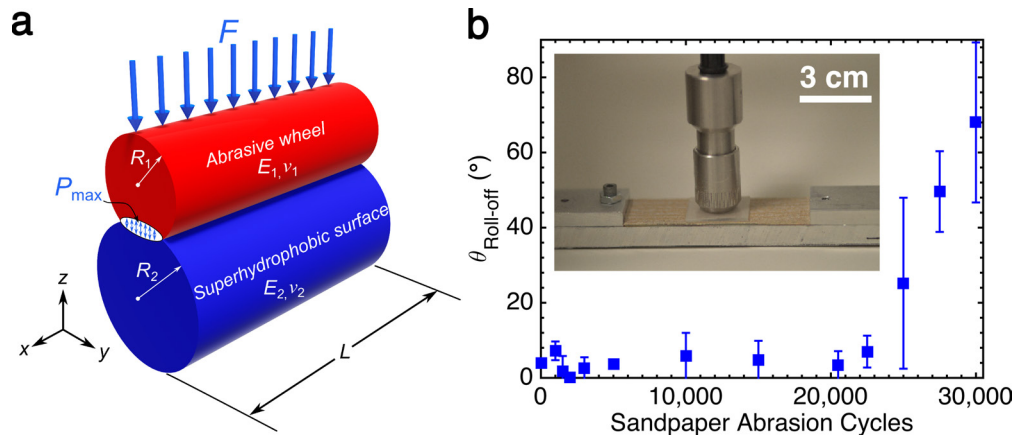 a
F
R1
Abrasive wheel
E1, ν1
Pmax
R2
Superhydrophobic surface
E2, ν2
z
x
y
L
b
80
60
40
20
0
θRoll-off (°)
3 cm
0
10,000
20,000
30,000
Sandpaper Abrasion Cycles